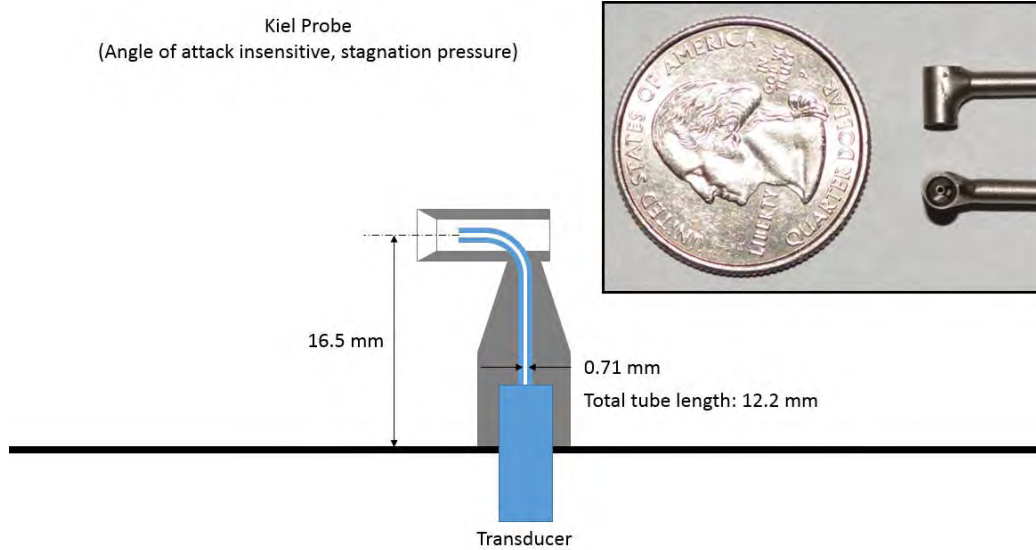 Kiel Probe
(Angle of attack insensitive, stagnation pressure)
UNITED STATES OF AMERICA
IN
GOD WE
TRUST
P
LIBERTY
QUARTER DOLLAR
16.5 mm
0.71 mm
Total tube length: 12.2 mm
Transducer